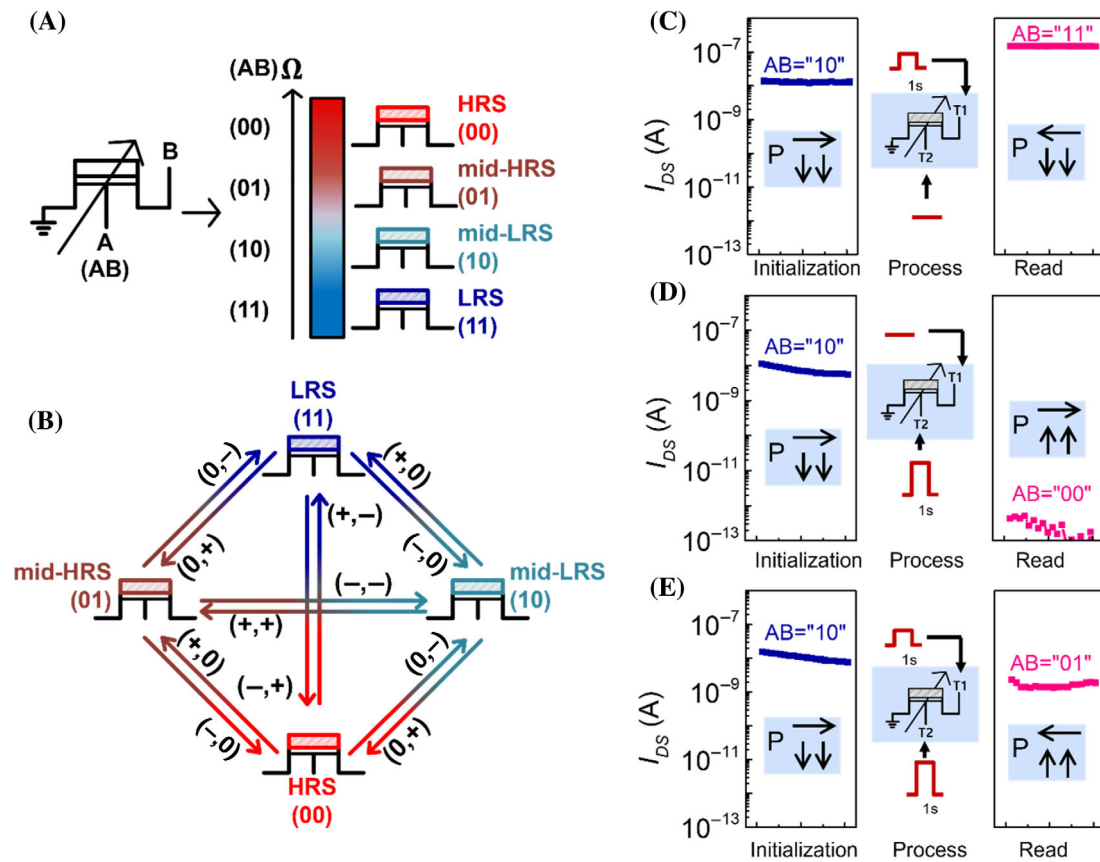 (A)
(AB) Ω
(00)
(01)
(10)
(11)
B
A
(AB)
HRS
(00)
mid-HRS
(01)
mid-LRS
(10)
LRS
(11)
(B)
LRS
(11)
(0,−)
(0,+)
(+,0)
(−,0)
(+,−)
mid-HRS
(01)
(−,−)
(+,+)
mid-LRS
(10)
(+,0)
(−,0)
(−,+)
(0,−)
(0,+)
HRS
(00)
(C)
I_DS (A)
10⁻⁷
10⁻⁹
10⁻¹¹
10⁻¹³
AB="10"
P
Initialization
1s
T1
T2
Process
AB="11"
P
Read
(D)
I_DS (A)
10⁻⁷
10⁻⁹
10⁻¹¹
10⁻¹³
AB="10"
P
Initialization
T1
T2
1s
Process
P
AB="00"
Read
(E)
I_DS (A)
10⁻⁷
10⁻⁹
10⁻¹¹
10⁻¹³
AB="10"
P
Initialization
1s
T1
T2
1s
Process
AB="01"
P
Read